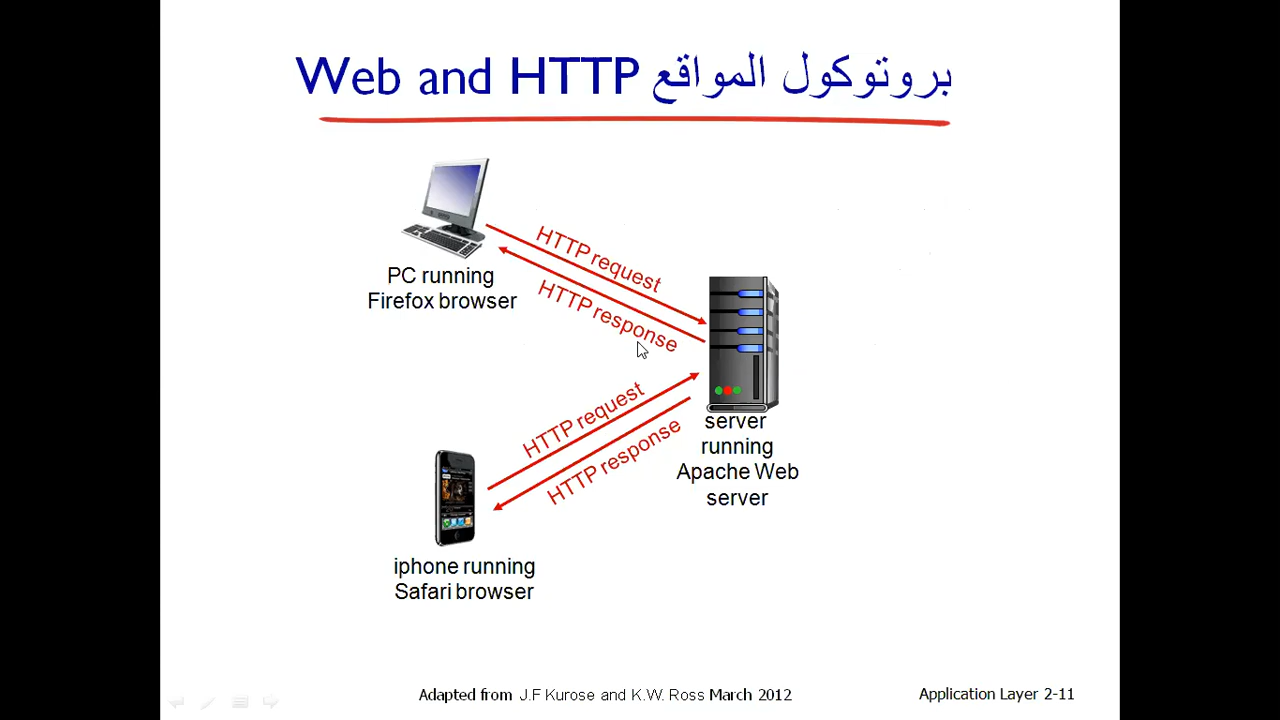 Web and HTTP بروتوكول المواقع
HTTP request
HTTP response
PC running
Firefox browser
HTTP request
HTTP response
server
running
Apache Web
server
iphone running
Safari browser
Adapted from J.F Kurose and K.W. Ross March 2012
Application Layer 2-11